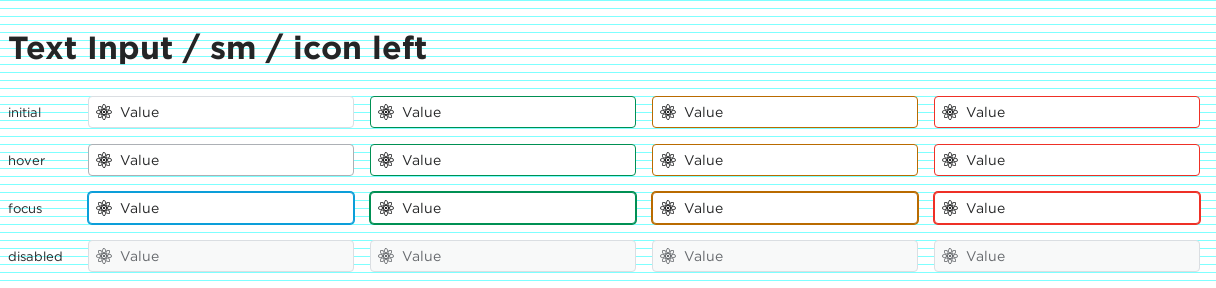 Text Input / sm / icon left
initial Value Value Value Value
hover Value Value Value Value
focus Value Value Value Value
disabled Value Value Value Value